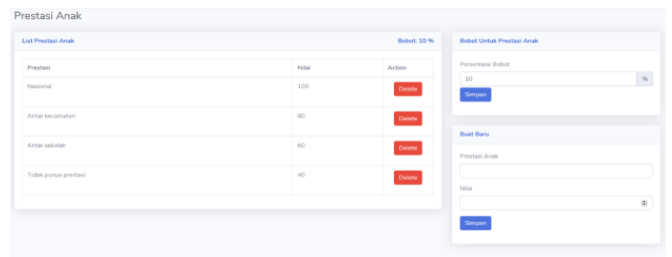 Prestasi Anak
List Prestasi Anak Bobot: 10 %
Prestasi Nilai Action
Nasional 100 Delete
Antar kecamatan 80 Delete
Antar sekolah 60 Delete
Tidak punya prestasi 40 Delete
Bobot Untuk Prestasi Anak
Persentase Bobot
10 %
Simpan
Buat Baru
Prestasi Anak
Nilai
Simpan